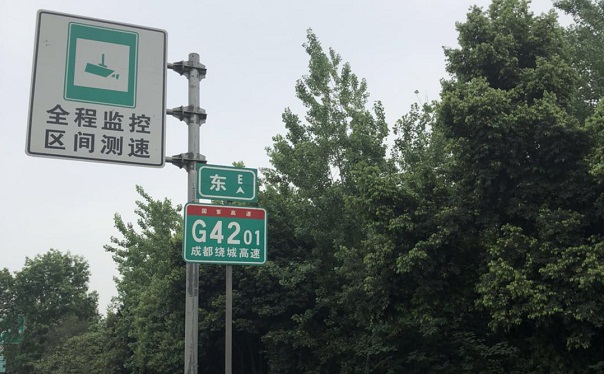 全程监控
区间测速
东 E
国家高速
G4201
成都绕城高速